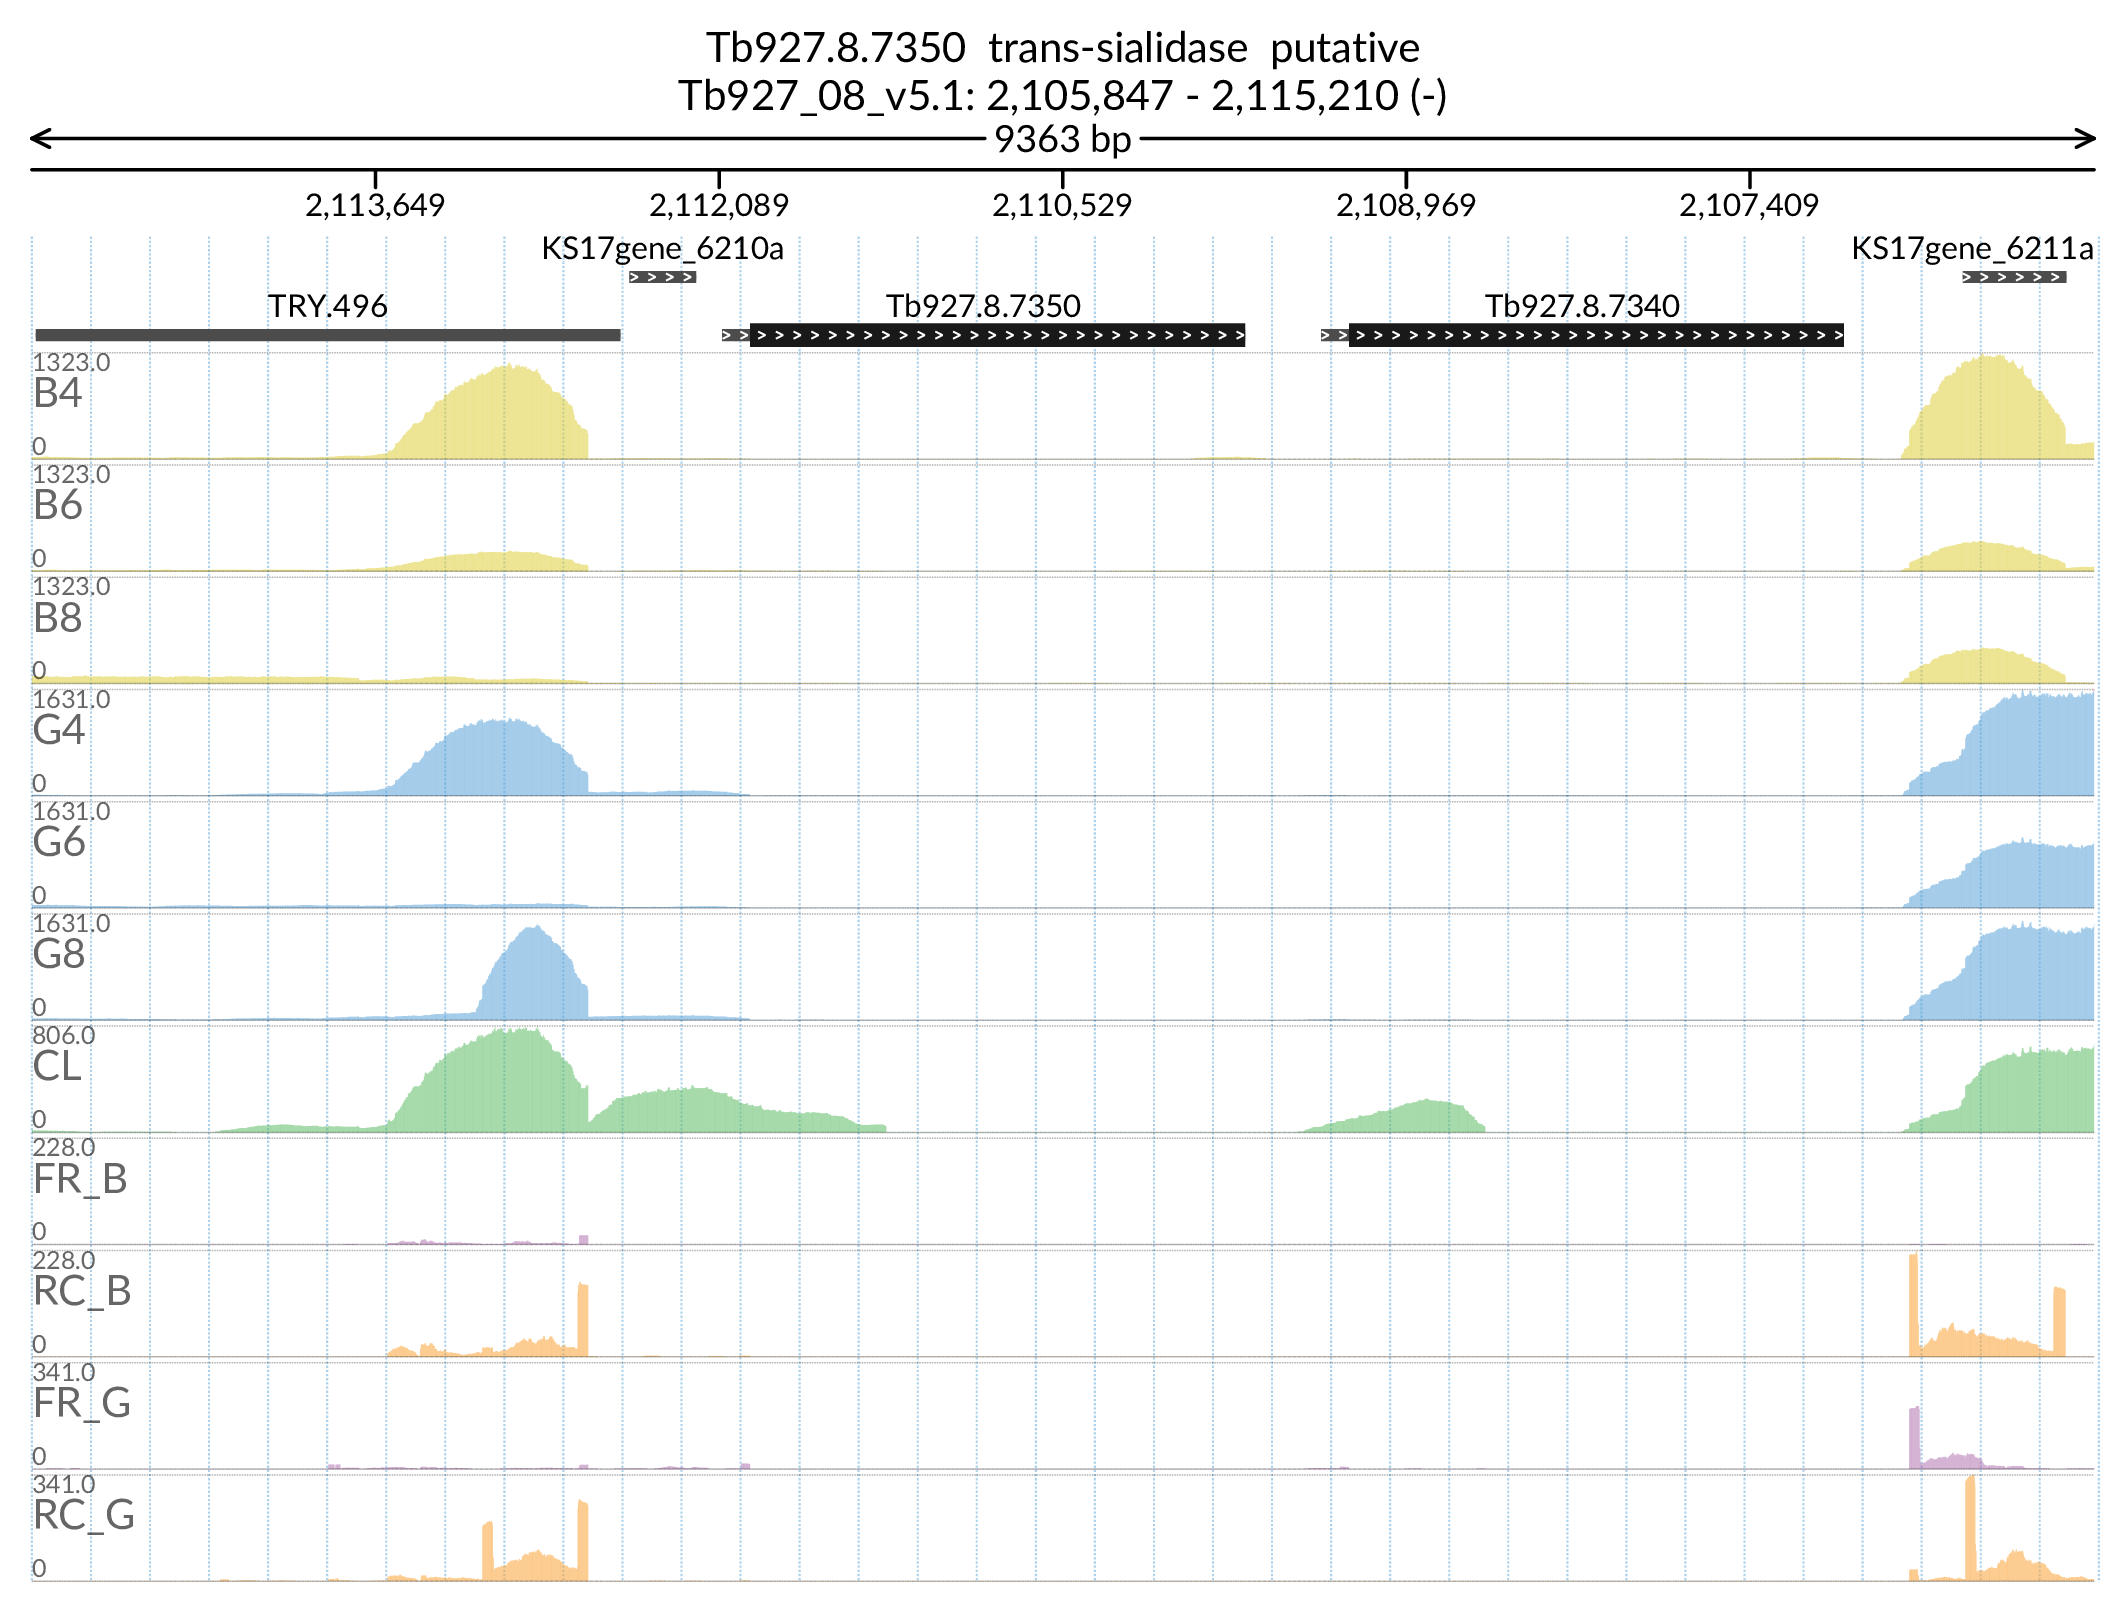 Tb927.8.7350 trans-sialidase putative
Tb927_08_v5.1: 2,105,847 - 2,115,210 (-)
9363 bp
2,113,649 2,112,089 2,110,529 2,108,969 2,107,409
KS17gene_6210a KS17gene_6211a
TRY.496 Tb927.8.7350 Tb927.8.7340
1323.0
B4
0
1323.0
B6
0
1323.0
B8
0
1631.0
G4
0
1631.0
G6
0
1631.0
G8
0
806.0
CL
0
228.0
FR_B
0
228.0
RC_B
0
341.0
FR_G
0
341.0
RC_G
0